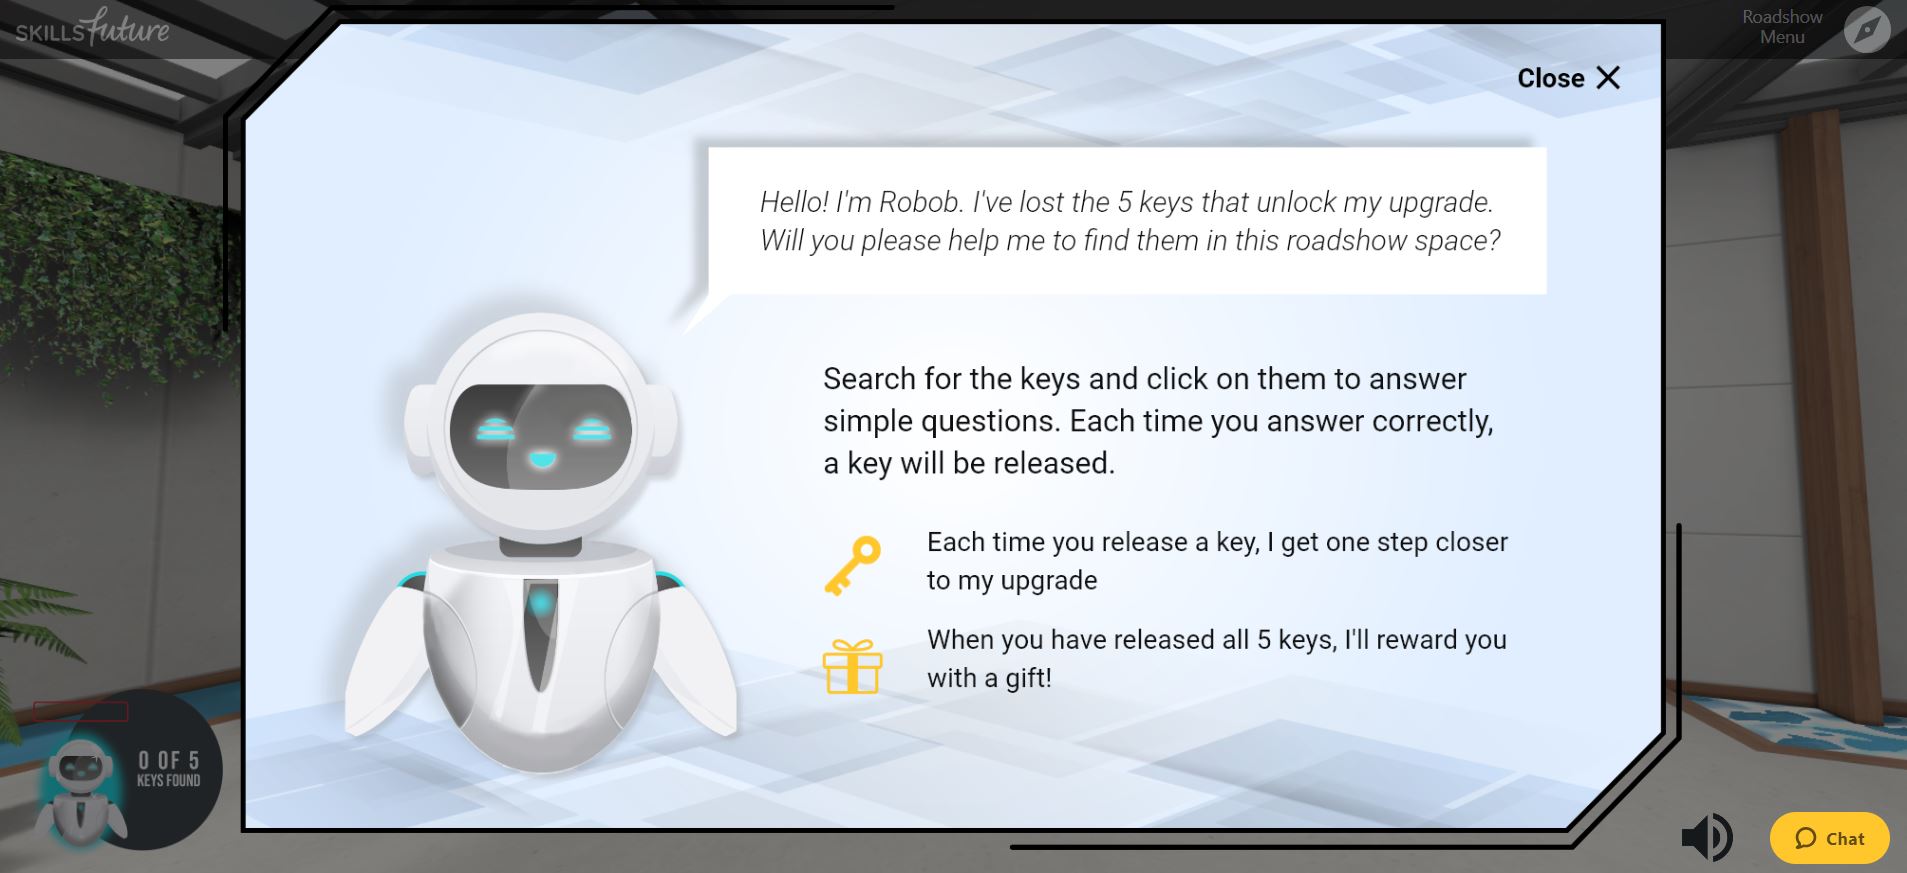 SKILLSfuture
Roadshow
Menu
Close
Hello! I'm Robob. I've lost the 5 keys that unlock my upgrade.
Will you please help me to find them in this roadshow space?
Search for the keys and click on them to answer
simple questions. Each time you answer correctly,
a key will be released.
Each time you release a key, I get one step closer
to my upgrade
When you have released all 5 keys, I'll reward you
with a gift!
0 OF 5
KEYS FOUND
Chat